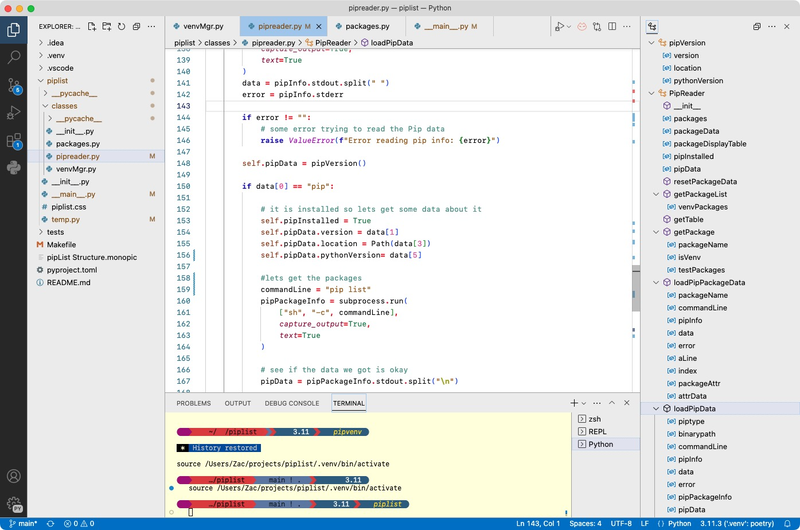 pipreader.py — piplist — Python
EXPLORER: ...
venvMgr.py
pipreader.py M
packages.py
__main__.py M
piplist > classes > pipreader.py > PipReader > loadPipData
.idea
.venv
.vscode
piplist
__pycache__
classes
__pycache__
__init__.py
packages.py
pipreader.py M
venvMgr.py
__init__.py
__main__.py M
piplist.css
temp.py
tests
Makefile
pipList Structure.monopic
pyproject.toml
README.md
5
1
138 capture_output=True,
139 text=True
140 )
141 data = pipInfo.stdout.split(" ")
142 error = pipInfo.stderr
143
144 if error != "":
145 # some error trying to read the Pip data
146 raise ValueError(f"Error reading pip info: {error}")
147
148 self.pipData = pipVersion()
149
150 if data[0] == "pip":
151
152 # it is installed so lets get some data about it
153 self.pipInstalled = True
154 self.pipData.version = data[1]
155 self.pipData.location = Path(data[3])
156 self.pipData.pythonVersion= data[5]
157
158 #lets get the packages
159 commandLine = "pip list"
160 pipPackageInfo = subprocess.run(
161 ["sh", "-c", commandLine],
162 capture_output=True,
163 text=True
164 )
165
166 # see if the data we got is okay
167 pipData = pipPackageInfo.stdout.split("\n")
PROBLEMS OUTPUT DEBUG CONSOLE TERMINAL
~/ /piplist 3.11 pipvenv
* History restored
source /Users/Zac/projects/piplist/.venv/bin/activate
…/piplist main ! . 3.11
source /Users/Zac/projects/piplist/.venv/bin/activate
…/piplist main ! . 3.11 piplist
zsh
REPL
Python
pipVersion
version
location
pythonVersion
PipReader
__init__
packages
packageData
packageDisplayTable
pipInstalled
pipData
resetPackageData
getPackageList
venvPackages
getTable
getPackage
packageName
isVenv
testPackages
loadPipPackageData
packageName
commandLine
pipInfo
data
error
aLine
index
packageAttr
attrData
loadPipData
piptype
binarypath
commandLine
pipInfo
data
error
pipPackageInfo
pipData
PY
main* 0 0 Ln 143, Col 1 Spaces: 4 UTF-8 LF Python 3.11.3 ('.venv': poetry)